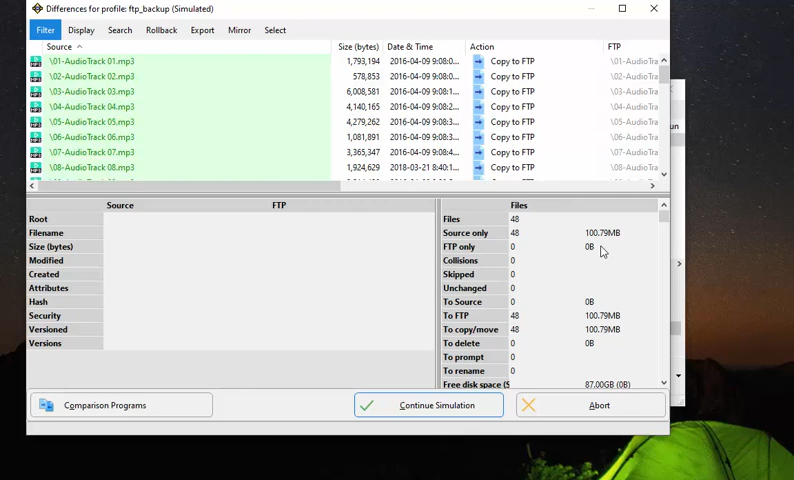 Differences for profile: ftp_backup (Simulated)
Filter Display Search Rollback Export Mirror Select
Source Size (bytes) Date & Time Action FTP
\01-AudioTrack 01.mp3 1,793,194 2016-04-09 9:08:0... Copy to FTP \01-AudioTra
\02-AudioTrack 02.mp3 578,853 2016-04-09 9:08:0... Copy to FTP \02-AudioTra
\03-AudioTrack 03.mp3 6,008,581 2016-04-09 9:08:1... Copy to FTP \03-AudioTra
\04-AudioTrack 04.mp3 4,140,165 2016-04-09 9:08:2... Copy to FTP \04-AudioTra
\05-AudioTrack 05.mp3 4,279,262 2016-04-09 9:08:3... Copy to FTP \05-AudioTra
\06-AudioTrack 06.mp3 1,081,891 2016-04-09 9:08:3... Copy to FTP \06-AudioTra
\07-AudioTrack 07.mp3 3,365,347 2016-04-09 9:08:4... Copy to FTP \07-AudioTra
\08-AudioTrack 08.mp3 1,924,629 2018-03-21 8:40:1... Copy to FTP \08-AudioTra
Source FTP
Root
Filename
Size (bytes)
Modified
Created
Attributes
Hash
Security
Versioned
Versions
Files
Files 48
Source only 48 100.79MB
FTP only 0 0B
Collisions 0
Skipped 0
Unchanged 0
To Source 0 0B
To FTP 48 100.79MB
To copy/move 48 100.79MB
To delete 0 0B
To prompt 0
To rename 0
Free disk space (S 87.00GB (0B)
Comparison Programs Continue Simulation Abort
un